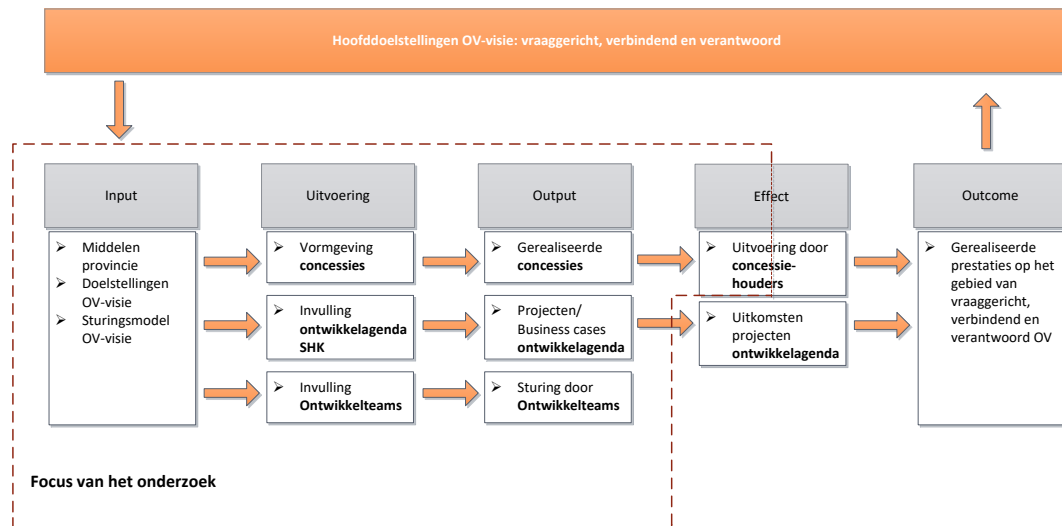 Hoofddoelstellingen OV-visie: vraaggericht, verbindend en verantwoord
Input
➢ Middelen
provincie
➢ Doelstellingen
OV-visie
➢ Sturingsmodel
OV-visie
Uitvoering
➢ Vormgeving
concessies
➢ Invulling
ontwikkelagenda
SHK
➢ Invulling
Ontwikkelteams
Output
➢ Gerealiseerde
concessies
➢ Projecten/
Business cases
ontwikkelagenda
➢ Sturing door
Ontwikkelteams
Effect
➢ Uitvoering door
concessie-
houders
➢ Uitkomsten
projecten
ontwikkelagenda
Outcome
➢ Gerealiseerde
prestaties op het
gebied van
vraaggericht,
verbindend en
verantwoord OV
Focus van het onderzoek